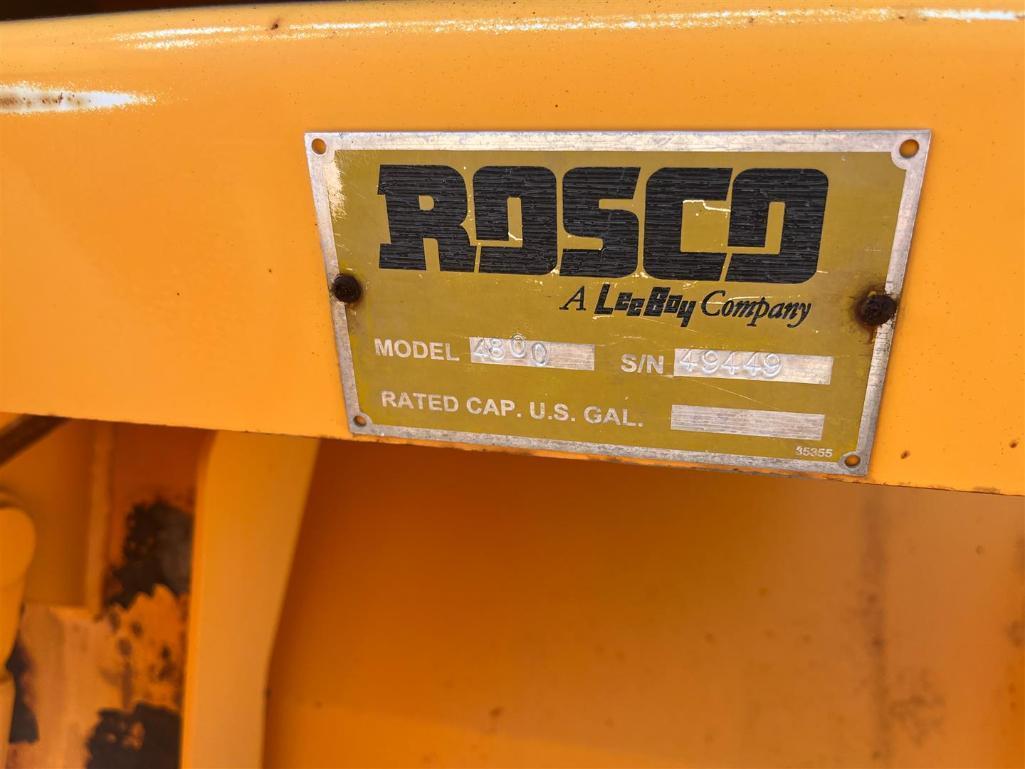 ROSCO
A LeeBoy Company
MODEL 4800 S/N 49449
RATED CAP. U.S. GAL.
35355